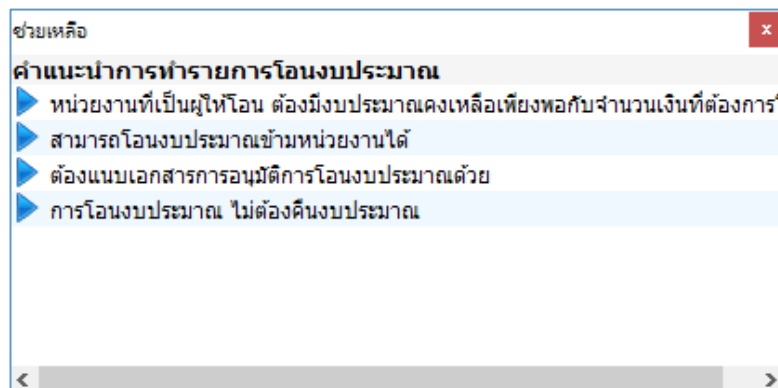 ช่วยเหลือ
x
คำแนะนำการทำรายการโอนงบประมาณ
หน่วยงานที่เป็นผู้ให้โอน ต้องมีงบประมาณคงเหลือเพียงพอกับจำนวนเงินที่ต้องการ
สามารถโอนงบประมาณข้ามหน่วยงานได้
ต้องแนบเอกสารการอนุมัติการโอนงบประมาณด้วย
การโอนงบประมาณ ไม่ต้องคืนงบประมาณ